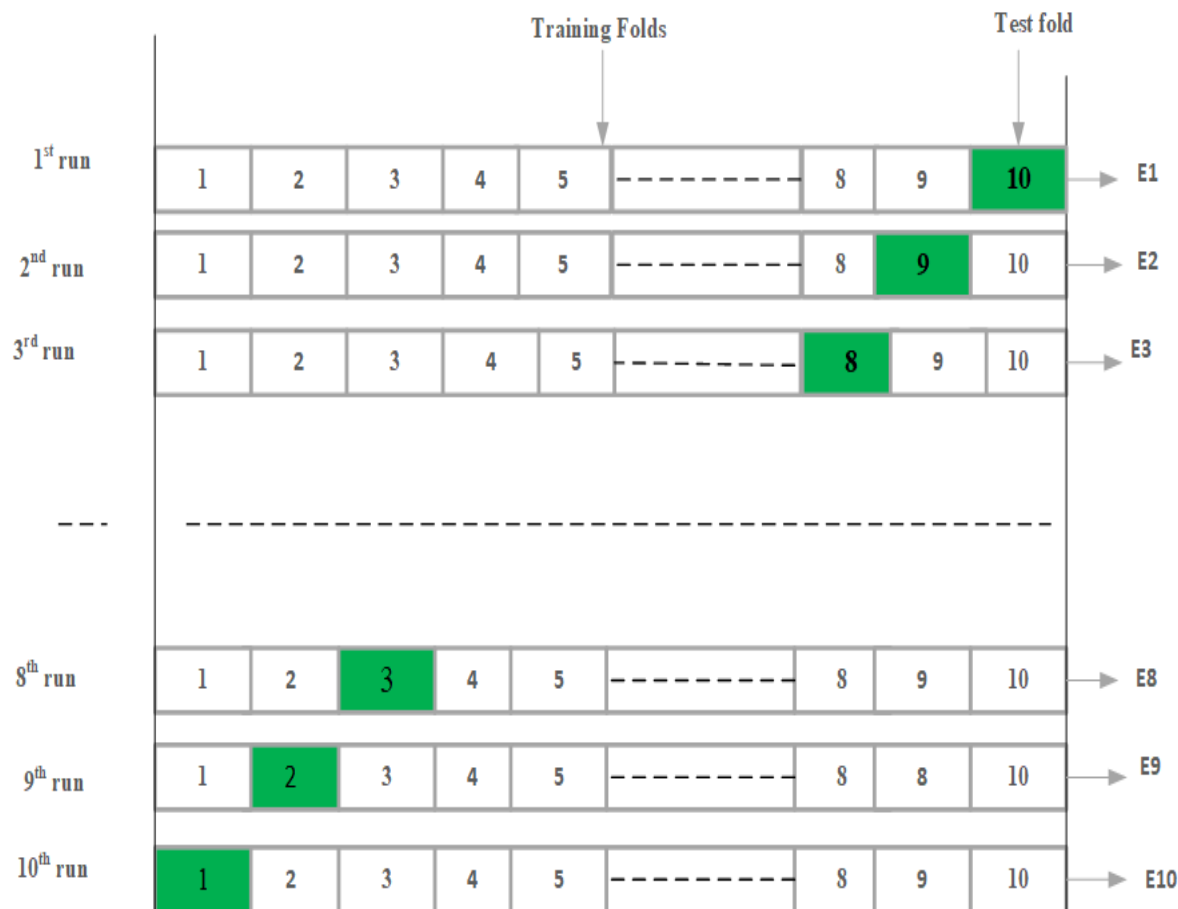 Training Folds
Test fold
1st run 1 2 3 4 5 8 9 10 E1
2nd run 1 2 3 4 5 8 9 10 E2
3rd run 1 2 3 4 5 8 9 10 E3
8th run 1 2 3 4 5 8 9 10 E8
9th run 1 2 3 4 5 8 8 10 E9
10th run 1 2 3 4 5 8 9 10 E10